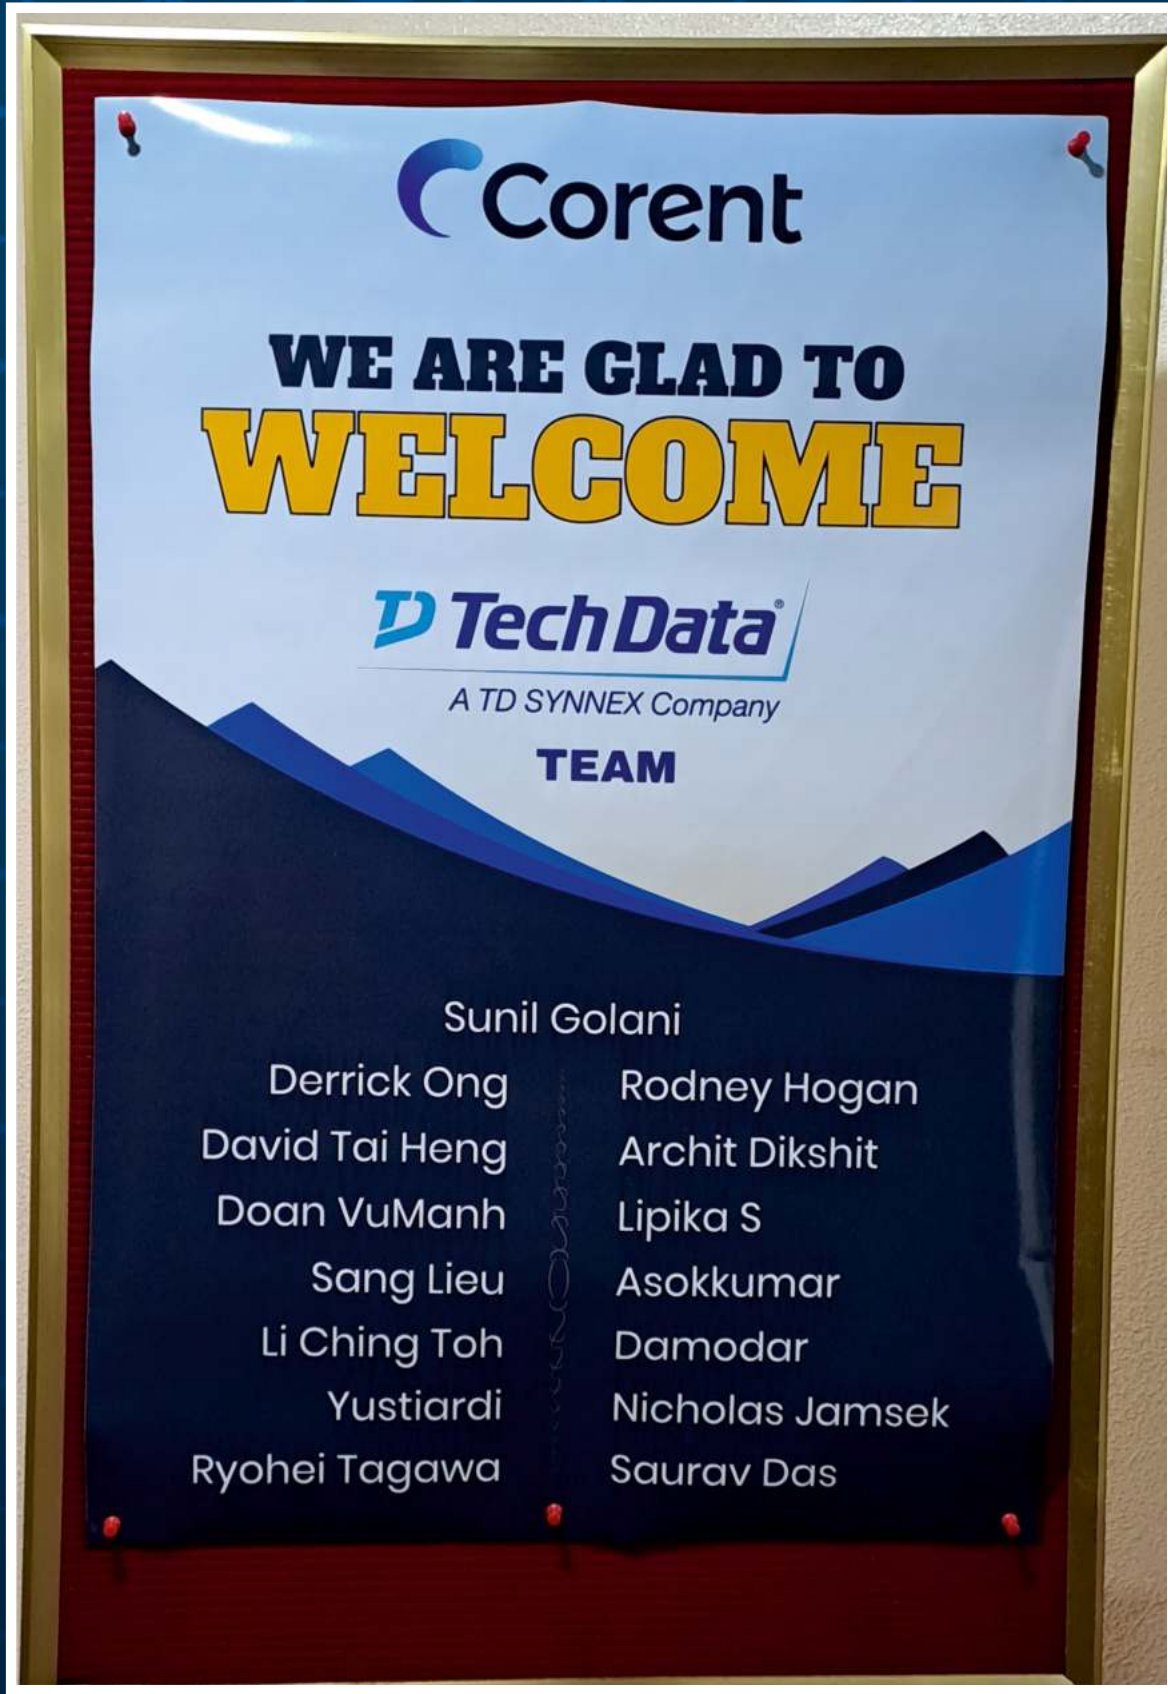 Corent
WE ARE GLAD TO
WELCOME
TD Tech Data®
A TD SYNNEX Company
TEAM
Sunil Golani
Derrick Ong
David Tai Heng
Doan VuManh
Sang Lieu
Li Ching Toh
Yustiardi
Ryohei Tagawa
Rodney Hogan
Archit Dikshit
Lipika S
Asokkumar
Damodar
Nicholas Jamsek
Saurav Das